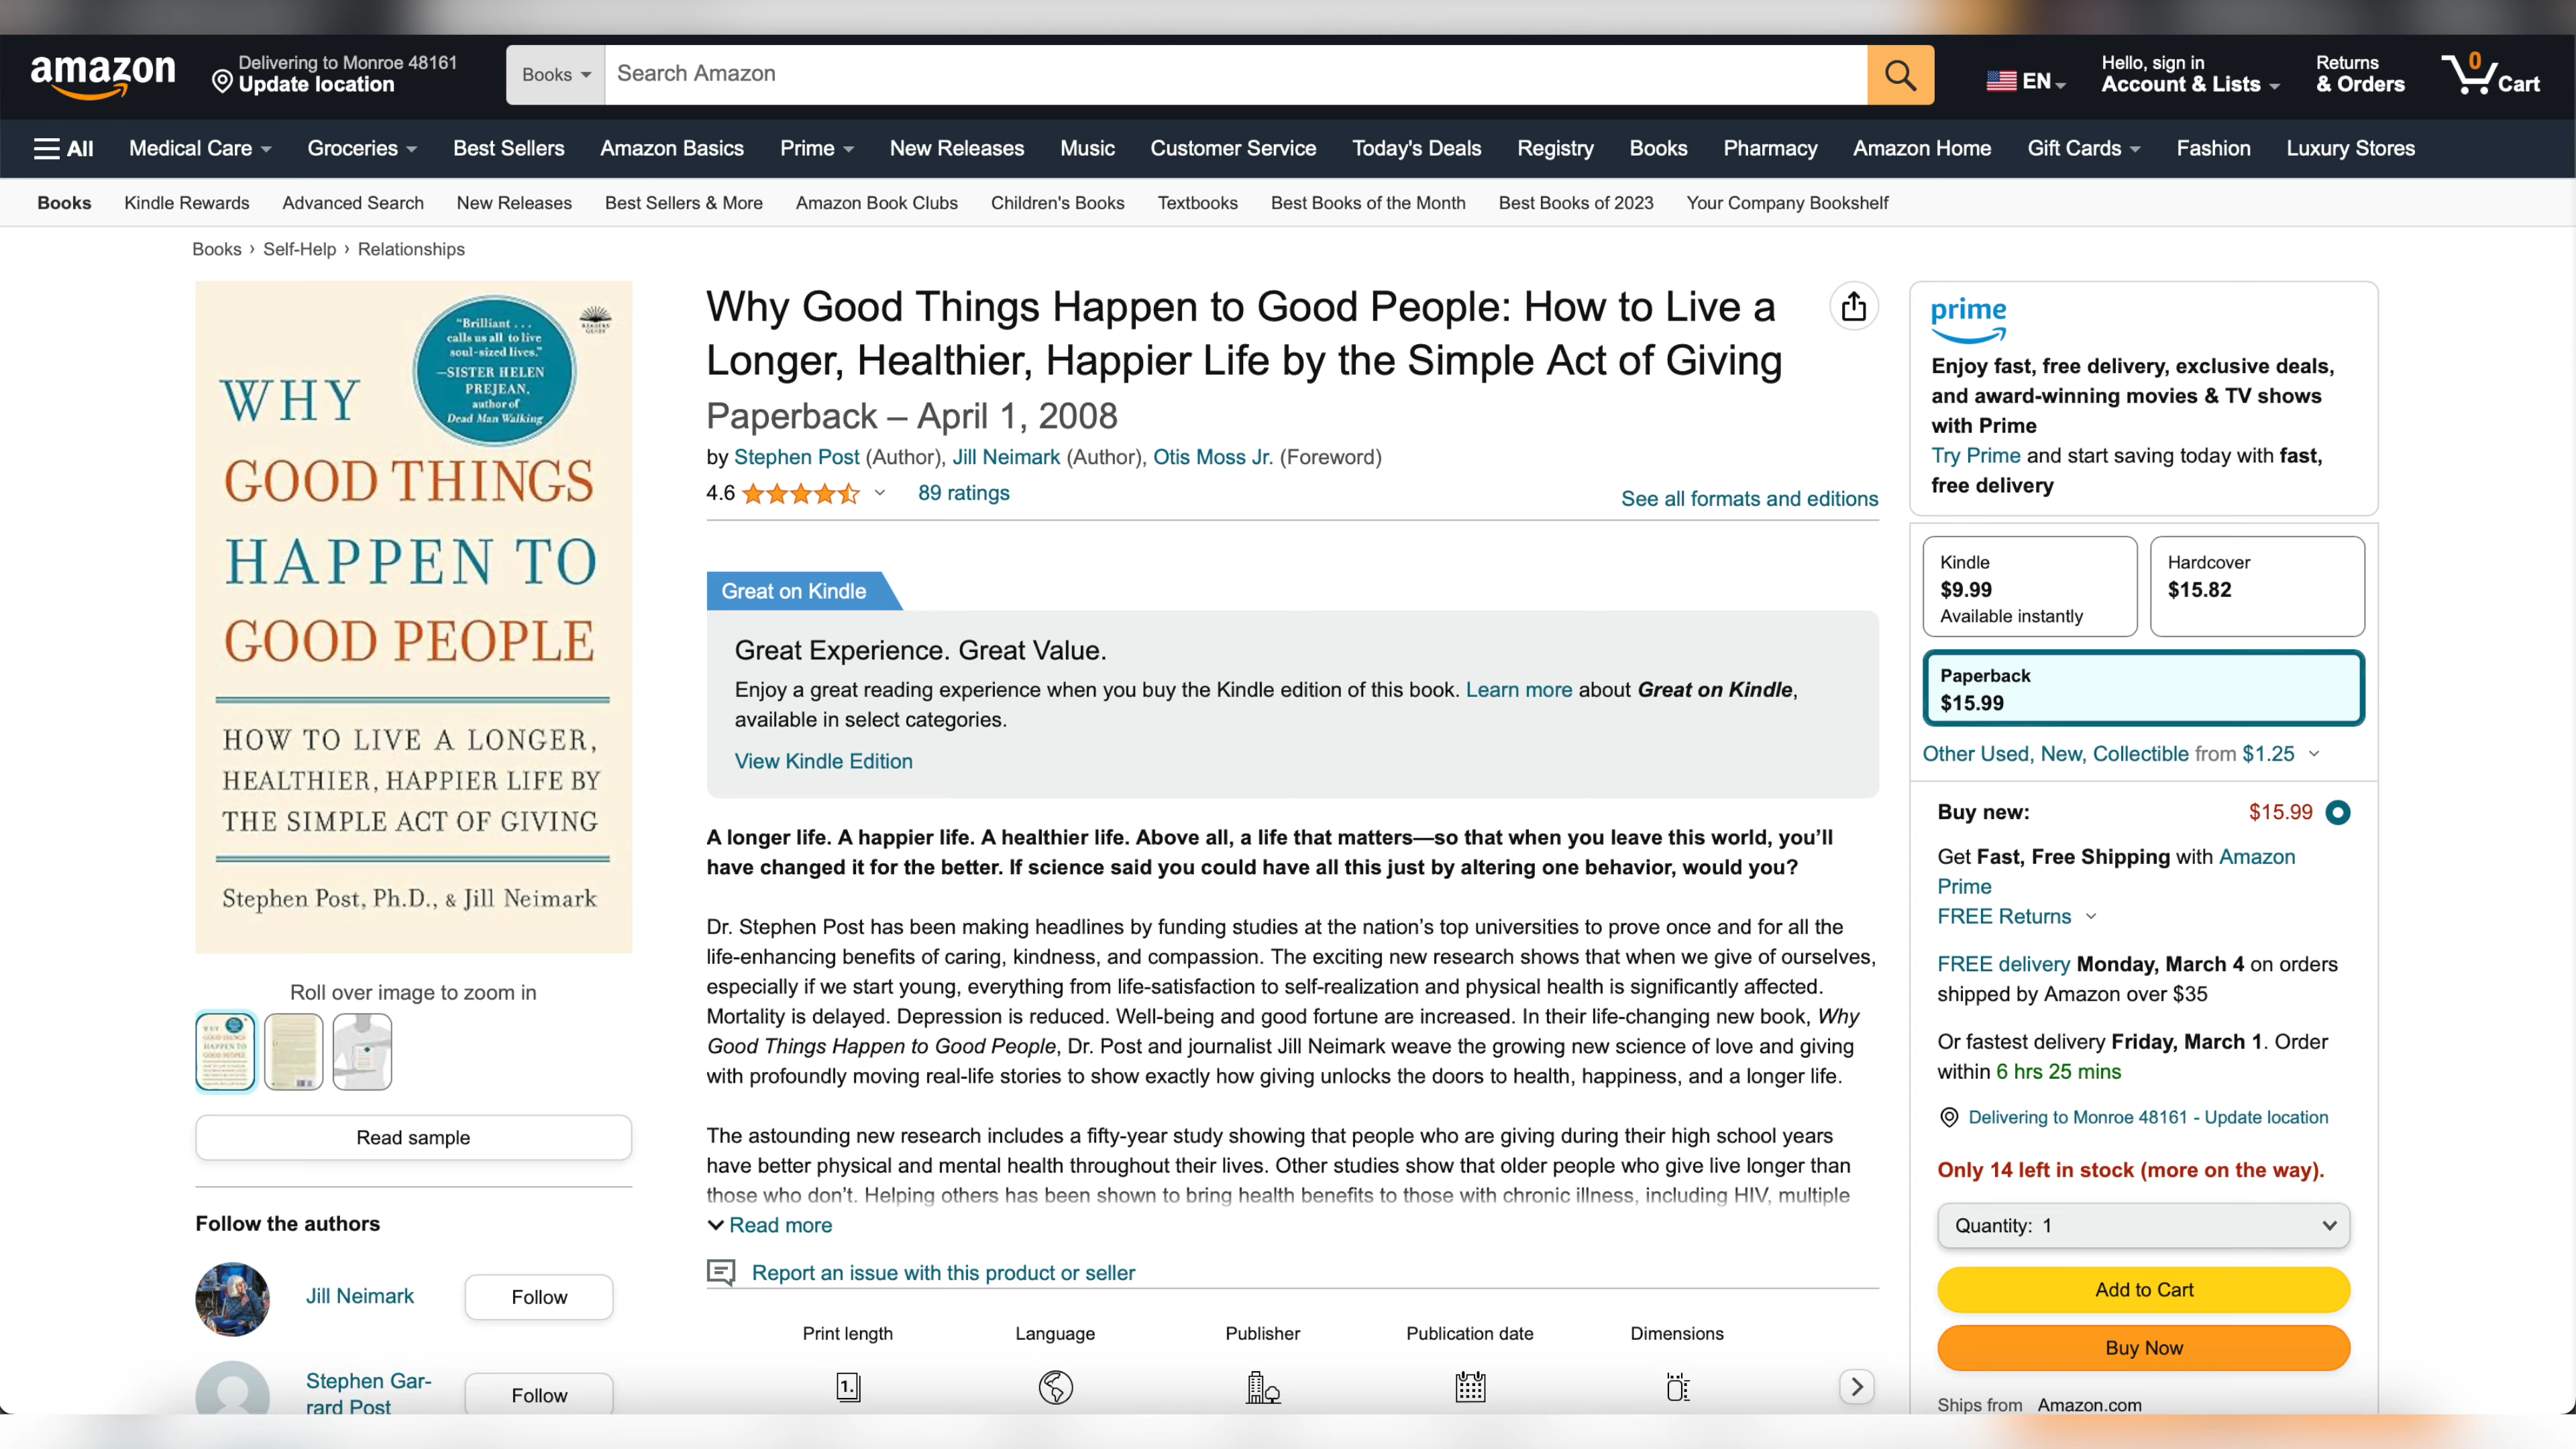 amazon
Delivering to Monroe 48161
Update location
Books
Search Amazon
EN
Hello, sign in
Account & Lists
Returns
& Orders
0
Cart
All
Medical Care
Groceries
Best Sellers
Amazon Basics
Prime
New Releases
Music
Customer Service
Today's Deals
Registry
Books
Pharmacy
Amazon Home
Gift Cards
Fashion
Luxury Stores
Books
Kindle Rewards
Advanced Search
New Releases
Best Sellers & More
Amazon Book Clubs
Children's Books
Textbooks
Best Books of the Month
Best Books of 2023
Your Company Bookshelf
Books › Self-Help › Relationships
"Brilliant . . .
calls us all to live
soul-sized lives."
—SISTER HELEN
PREJEAN,
author of
Dead Man Walking
READERS
GUIDE
WHY
GOOD THINGS
HAPPEN TO
GOOD PEOPLE
HOW TO LIVE A LONGER,
HEALTHIER, HAPPIER LIFE BY
THE SIMPLE ACT OF GIVING
Stephen Post, Ph.D., & Jill Neimark
Roll over image to zoom in
Read sample
Follow the authors
Jill Neimark
Follow
Stephen Gar-
rard Post
Follow
Why Good Things Happen to Good People: How to Live a
Longer, Healthier, Happier Life by the Simple Act of Giving
Paperback – April 1, 2008
by Stephen Post (Author), Jill Neimark (Author), Otis Moss Jr. (Foreword)
4.6
89 ratings
See all formats and editions
Great on Kindle
Great Experience. Great Value.
Enjoy a great reading experience when you buy the Kindle edition of this book. Learn more about Great on Kindle,
available in select categories.
View Kindle Edition
A longer life. A happier life. A healthier life. Above all, a life that matters—so that when you leave this world, you’ll
have changed it for the better. If science said you could have all this just by altering one behavior, would you?
Dr. Stephen Post has been making headlines by funding studies at the nation’s top universities to prove once and for all the
life-enhancing benefits of caring, kindness, and compassion. The exciting new research shows that when we give of ourselves,
especially if we start young, everything from life-satisfaction to self-realization and physical health is significantly affected.
Mortality is delayed. Depression is reduced. Well-being and good fortune are increased. In their life-changing new book, Why
Good Things Happen to Good People, Dr. Post and journalist Jill Neimark weave the growing new science of love and giving
with profoundly moving real-life stories to show exactly how giving unlocks the doors to health, happiness, and a longer life.
The astounding new research includes a fifty-year study showing that people who are giving during their high school years
have better physical and mental health throughout their lives. Other studies show that older people who give live longer than
those who don’t. Helping others has been shown to bring health benefits to those with chronic illness, including HIV, multiple
Read more
Report an issue with this product or seller
Print length
Language
Publisher
Publication date
Dimensions
prime
Enjoy fast, free delivery, exclusive deals,
and award-winning movies & TV shows
with Prime
Try Prime and start saving today with fast,
free delivery
Kindle
$9.99
Available instantly
Hardcover
$15.82
Paperback
$15.99
Other Used, New, Collectible from $1.25
Buy new:
$15.99
Get Fast, Free Shipping with Amazon
Prime
FREE Returns
FREE delivery Monday, March 4 on orders
shipped by Amazon over $35
Or fastest delivery Friday, March 1. Order
within 6 hrs 25 mins
Delivering to Monroe 48161 - Update location
Only 14 left in stock (more on the way).
Quantity: 1
Add to Cart
Buy Now
Ships from
Amazon.com